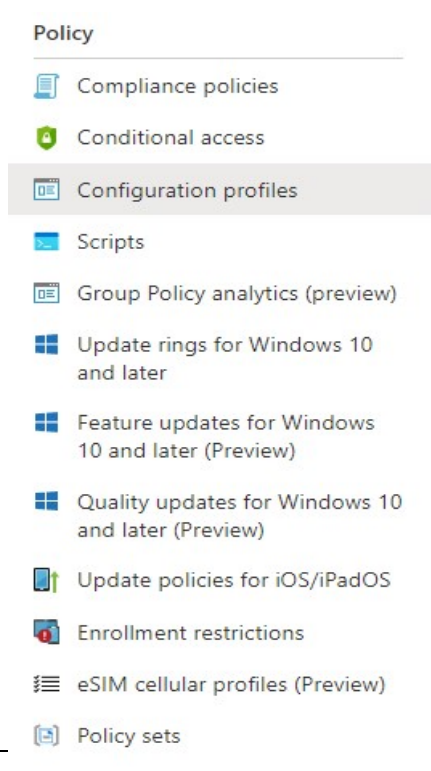 Policy
Compliance policies
Conditional access
Configuration profiles
Scripts
Group Policy analytics (preview)
Update rings for Windows 10
and later
Feature updates for Windows
10 and later (Preview)
Quality updates for Windows 10
and later (Preview)
Update policies for iOS/iPadOS
Enrollment restrictions
eSIM cellular profiles (Preview)
Policy sets